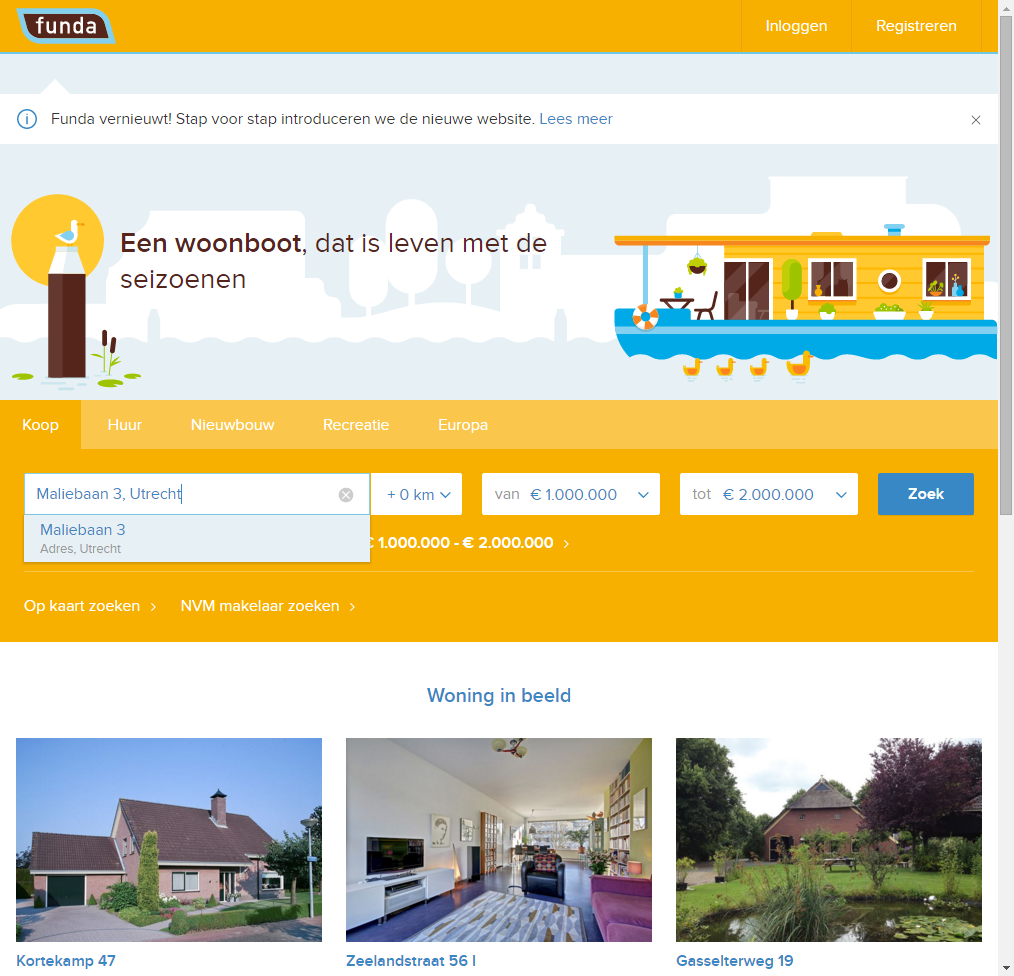 funda
Inloggen
Registreren
Funda vernieuwt! Stap voor stap introduceren we de nieuwe website. Lees meer
Een woonboot, dat is leven met de
seizoenen
Koop
Huur
Nieuwbouw
Recreatie
Europa
Maliebaan 3, Utrecht
+ 0 km
van € 1.000.000
tot € 2.000.000
Zoek
Maliebaan 3
Adres, Utrecht
€ 1.000.000 - € 2.000.000
Op kaart zoeken
NVM makelaar zoeken
Woning in beeld
Kortekamp 47
Zeelandstraat 56 I
Gasselterweg 19